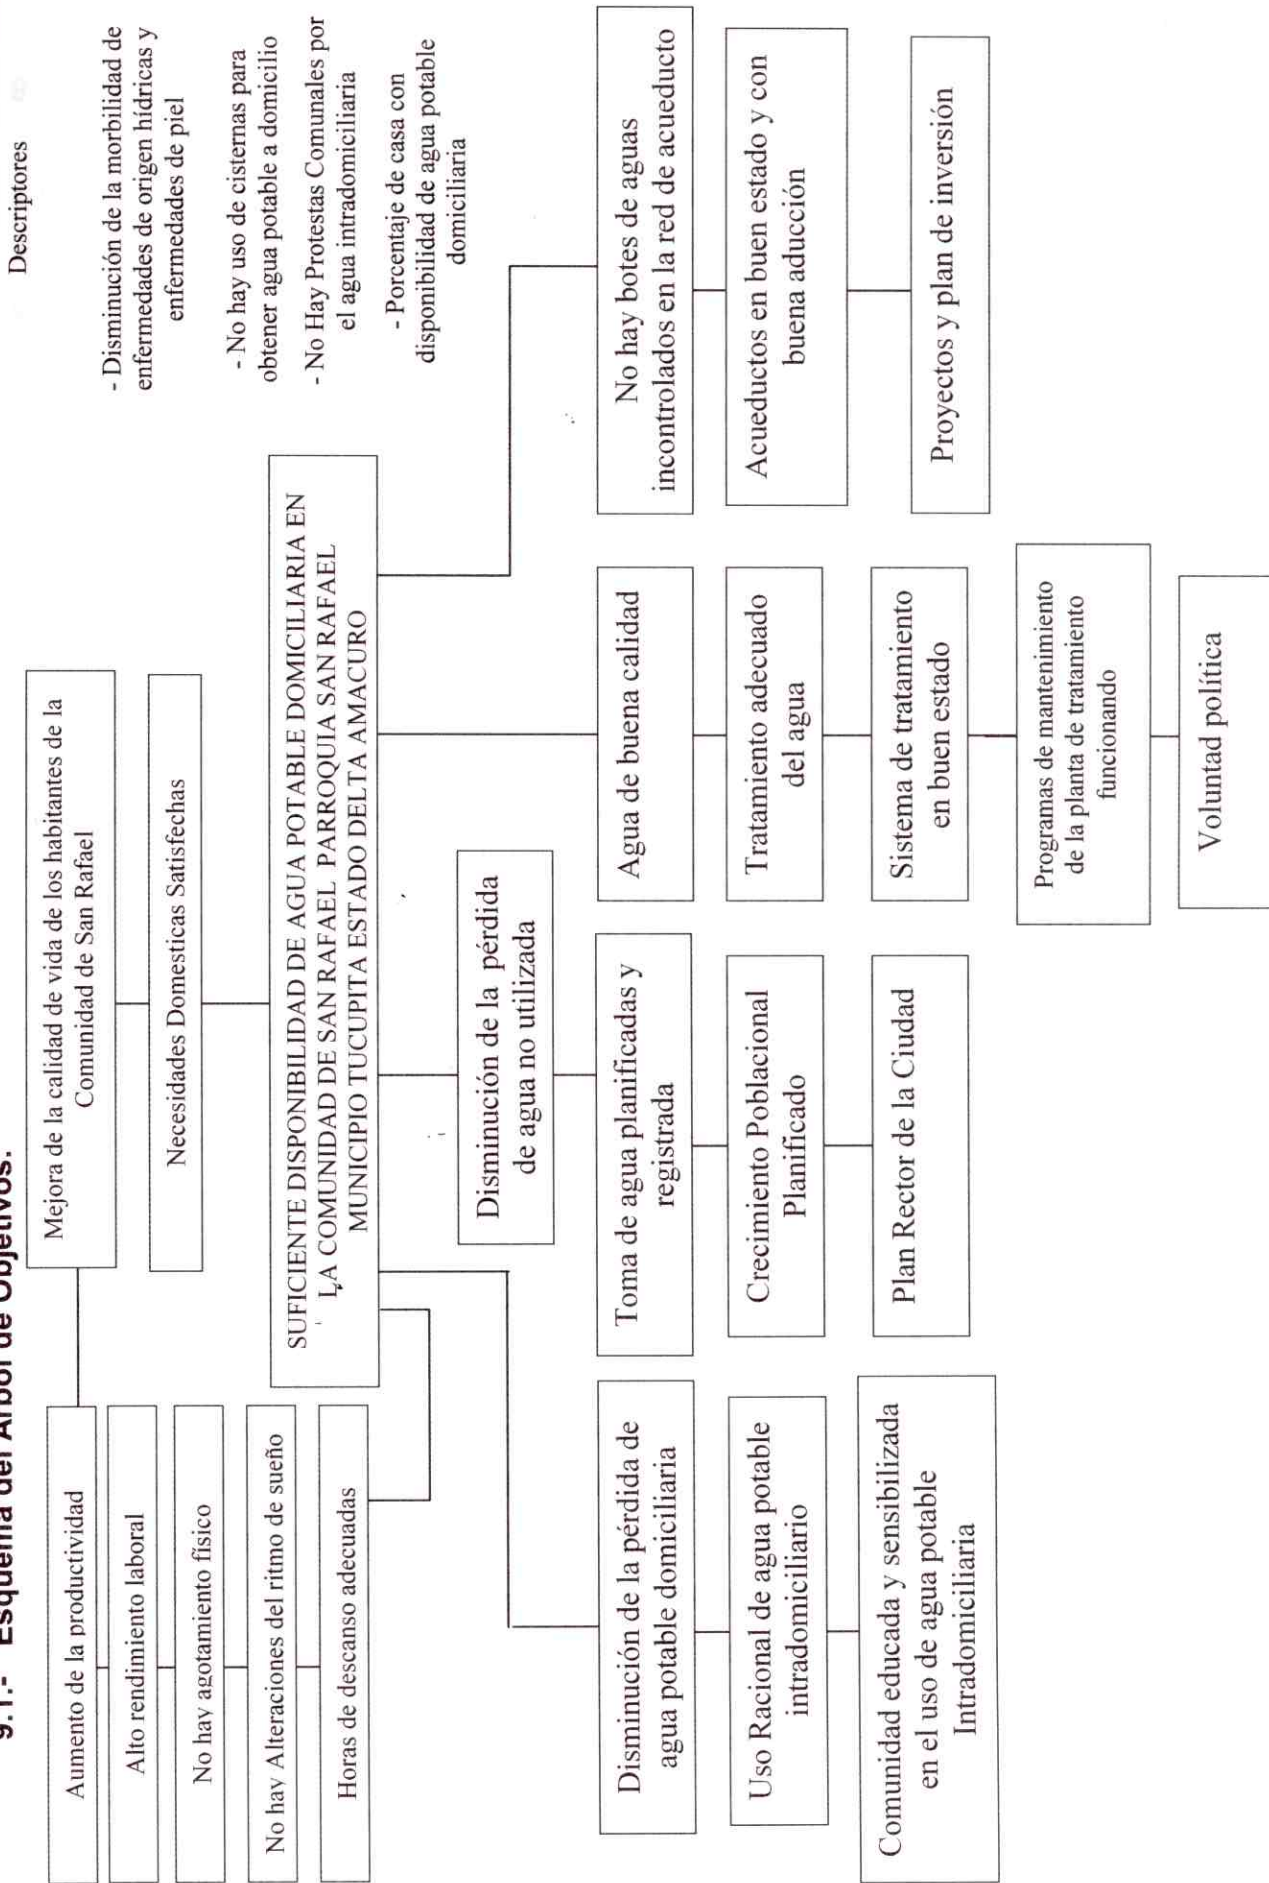 9.1.- Esquema del Árbol de Objetivos.
Descriptores
- Disminución de la morbilidad de
enfermedades de origen hídricas y
enfermedades de piel
- No hay uso de cisternas para
obtener agua potable a domicilio
- No Hay Protestas Comunales por
el agua intradomiciliaria
- Porcentaje de casa con
disponibilidad de agua potable
domiciliaria
Mejora de la calidad de vida de los habitantes de la
Comunidad de San Rafael
Necesidades Domesticas Satisfechas
Aumento de la productividad
Alto rendimiento laboral
No hay agotamiento físico
No hay Alteraciones del ritmo de sueño
Horas de descanso adecuadas
SUFICIENTE DISPONIBILIDAD DE AGUA POTABLE DOMICILIARIA EN
LA COMUNIDAD DE SAN RAFAEL PARROQUIA SAN RAFAEL
MUNICIPIO TUCUPITA ESTADO DELTA AMACURO
Disminución de la pérdida de
agua potable domiciliaria
Uso Racional de agua potable
intradomiciliario
Comunidad educada y sensibilizada
en el uso de agua potable
Intradomiciliaria
Disminución de la pérdida
de agua no utilizada
Toma de agua planificadas y
registrada
Crecimiento Poblacional
Planificado
Plan Rector de la Ciudad
Agua de buena calidad
Tratamiento adecuado
del agua
Sistema de tratamiento
en buen estado
Programas de mantenimiento
de la planta de tratamiento
funcionando
Voluntad política
No hay botes de aguas
incontrolados en la red de acueducto
Acueductos en buen estado y con
buena aducción
Proyectos y plan de inversión